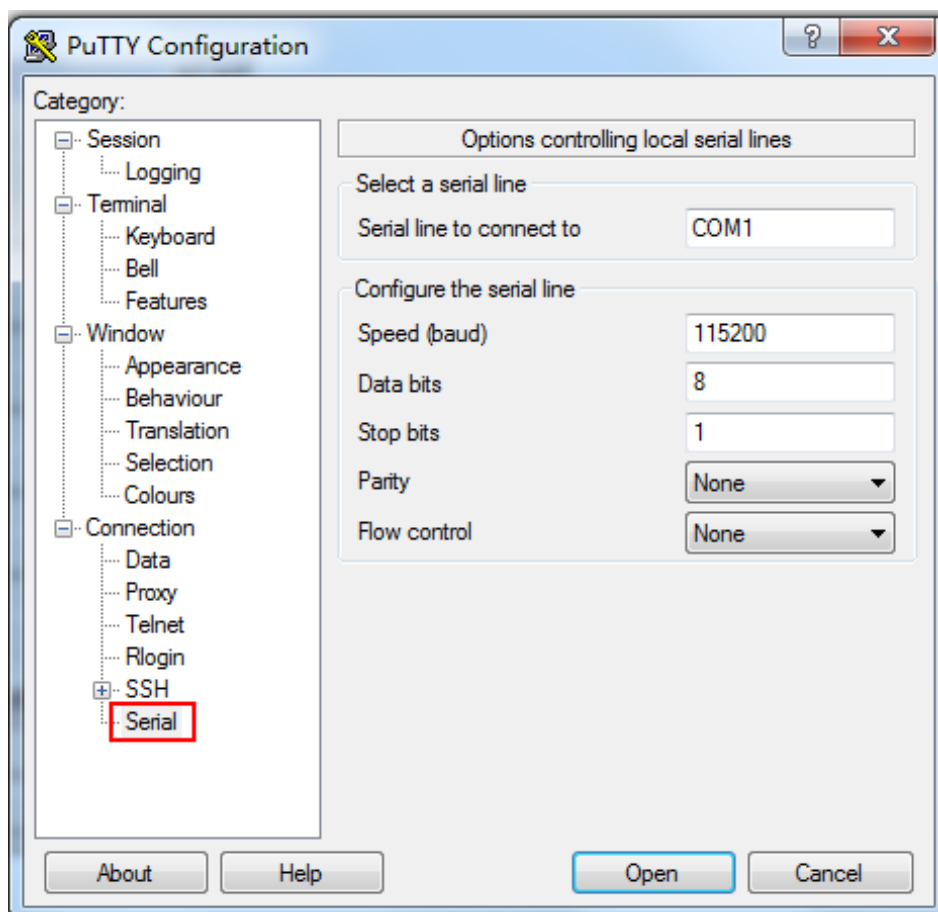 PuTTY Configuration
Category:
Session
Logging
Terminal
Keyboard
Bell
Features
Window
Appearance
Behaviour
Translation
Selection
Colours
Connection
Data
Proxy
Telnet
Rlogin
SSH
Serial
Options controlling local serial lines
Select a serial line
Serial line to connect to COM1
Configure the serial line
Speed (baud) 115200
Data bits 8
Stop bits 1
Parity None
Flow control None
About Help Open Cancel